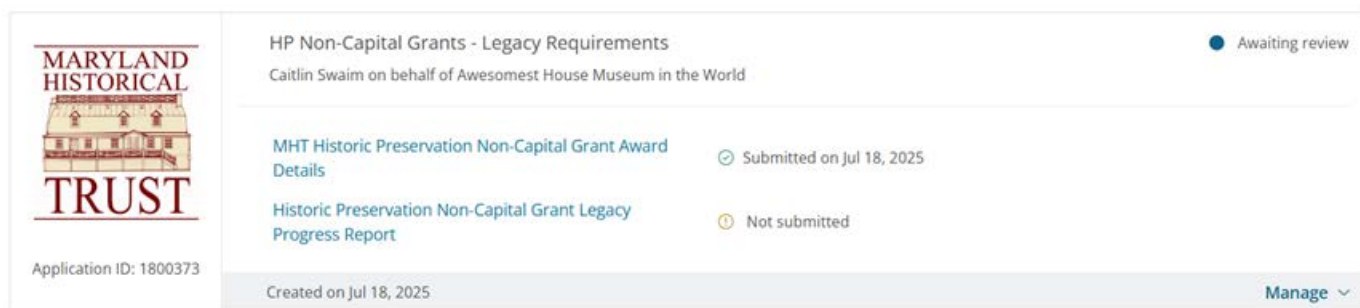 MARYLAND
HISTORICAL
TRUST
Application ID: 1800373
HP Non-Capital Grants - Legacy Requirements
Awaiting review
Caitlin Swaim on behalf of Awesomest House Museum in the World
MHT Historic Preservation Non-Capital Grant Award
Details
Submitted on Jul 18, 2025
Historic Preservation Non-Capital Grant Legacy
Progress Report
Not submitted
Created on Jul 18, 2025
Manage